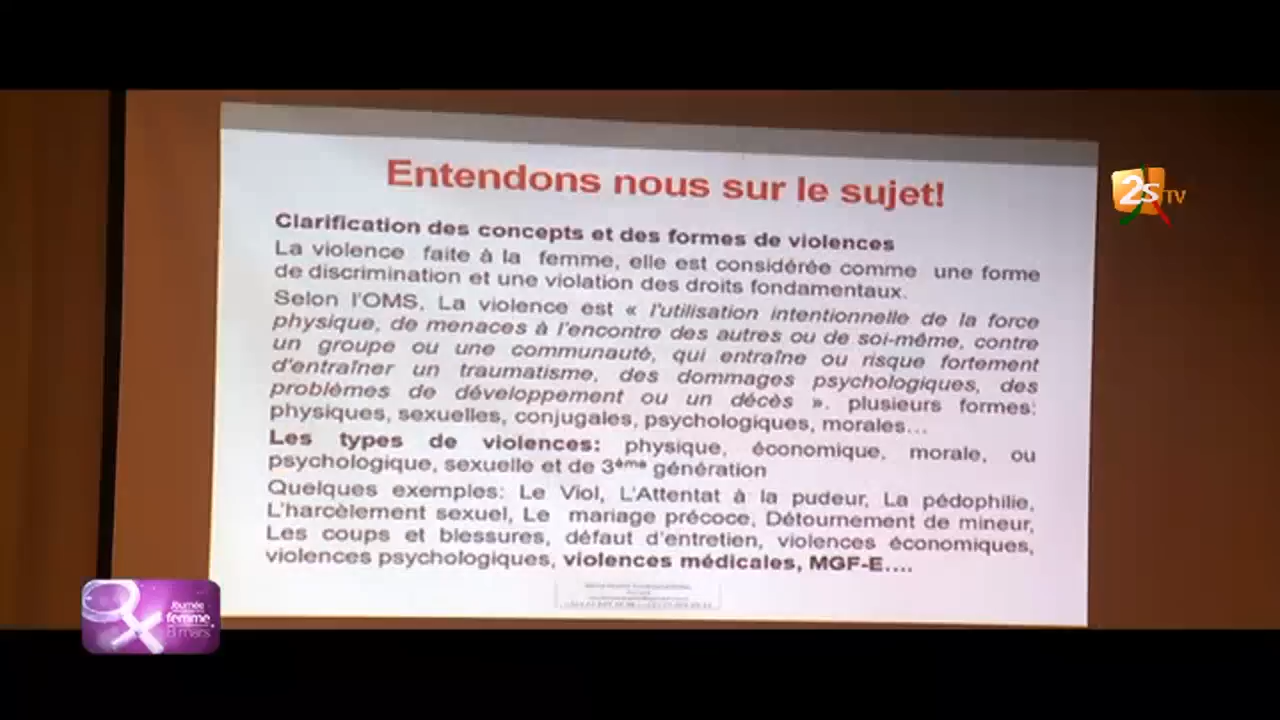 Entendons nous sur le sujet!
2sTV
Clarification des concepts et des formes de violences
La violence faite à la femme, elle est considérée comme une forme
de discrimination et une violation des droits fondamentaux.
Selon l'OMS, La violence est « l'utilisation intentionnelle de la force
physique, de menaces à l'encontre des autres ou de soi-même, contre
un groupe ou une communauté, qui entraîne ou risque fortement
d'entraîner un traumatisme, des dommages psychologiques, des
problèmes de développement ou un décès ». plusieurs formes:
physiques, sexuelles, conjugales, psychologiques, morales...
Les types de violences: physique, économique, morale, ou
psychologique, sexuelle et de 3ème génération
Quelques exemples: Le Viol, L'Attentat à la pudeur, La pédophilie,
L'harcèlement sexuel, Le mariage précoce, Détournement de mineur,
Les coups et blessures, défaut d'entretien, violences économiques,
violences psychologiques, violences médicales, MGF-E....
Journée
femme
8 mars